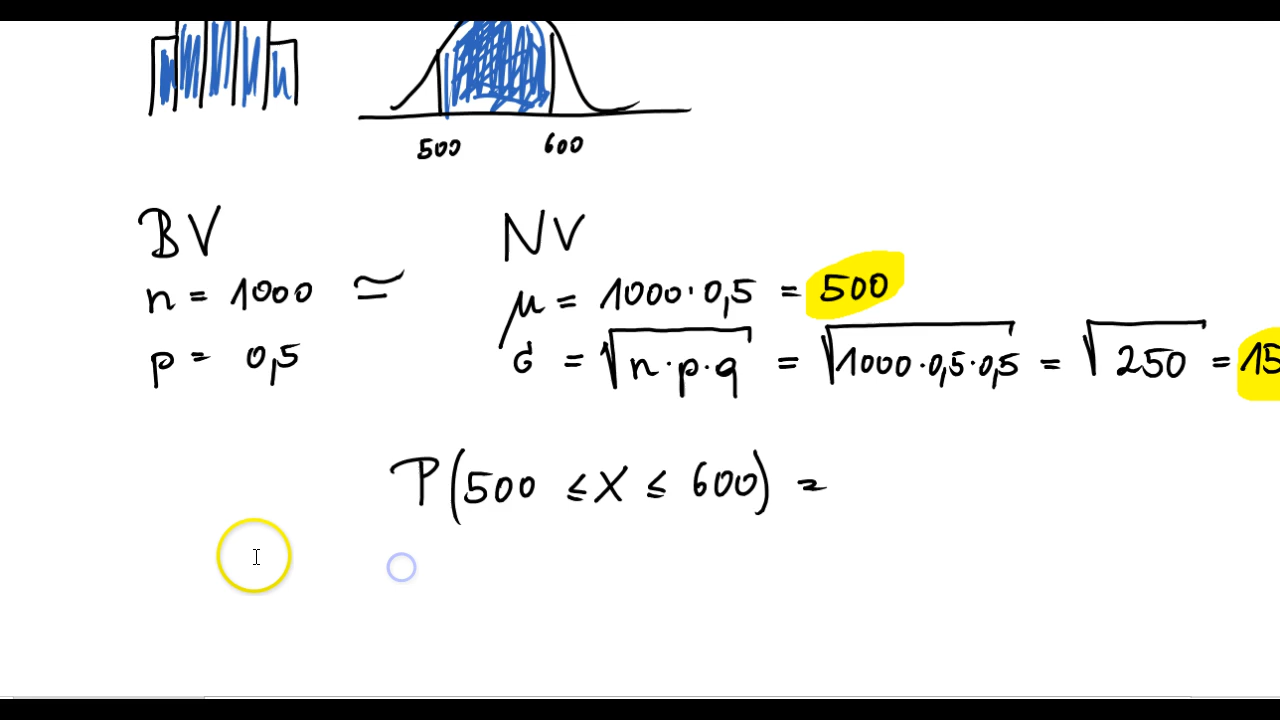 500 600
BV NV
n = 1000 ≃ μ = 1000·0,5 = 500
p = 0,5 σ = √n·p·q = √1000·0,5·0,5 = √250 = 15
P(500 ≤ X ≤ 600) =